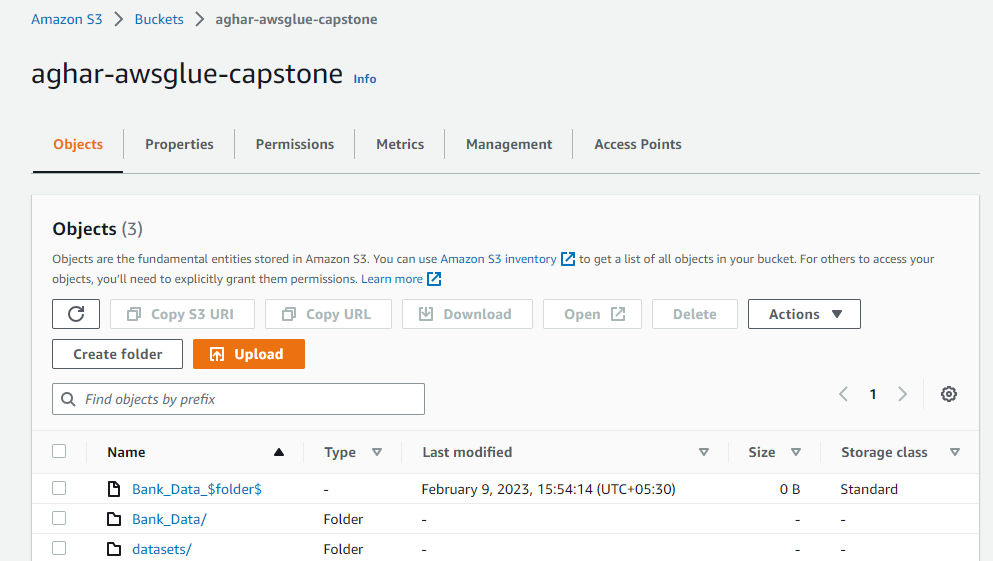 Amazon S3 > Buckets > aghar-awsglue-capstone
aghar-awsglue-capstone Info
Objects Properties Permissions Metrics Management Access Points
Objects (3)
Objects are the fundamental entities stored in Amazon S3. You can use Amazon S3 inventory to get a list of all objects in your bucket. For others to access your
objects, you'll need to explicitly grant them permissions. Learn more
Copy S3 URI Copy URL Download Open Delete Actions
Create folder Upload
Find objects by prefix 1
Name Type Last modified Size Storage class
Bank_Data_$folder$ - February 9, 2023, 15:54:14 (UTC+05:30) 0 B Standard
Bank_Data/ Folder - - -
datasets/ Folder - - -